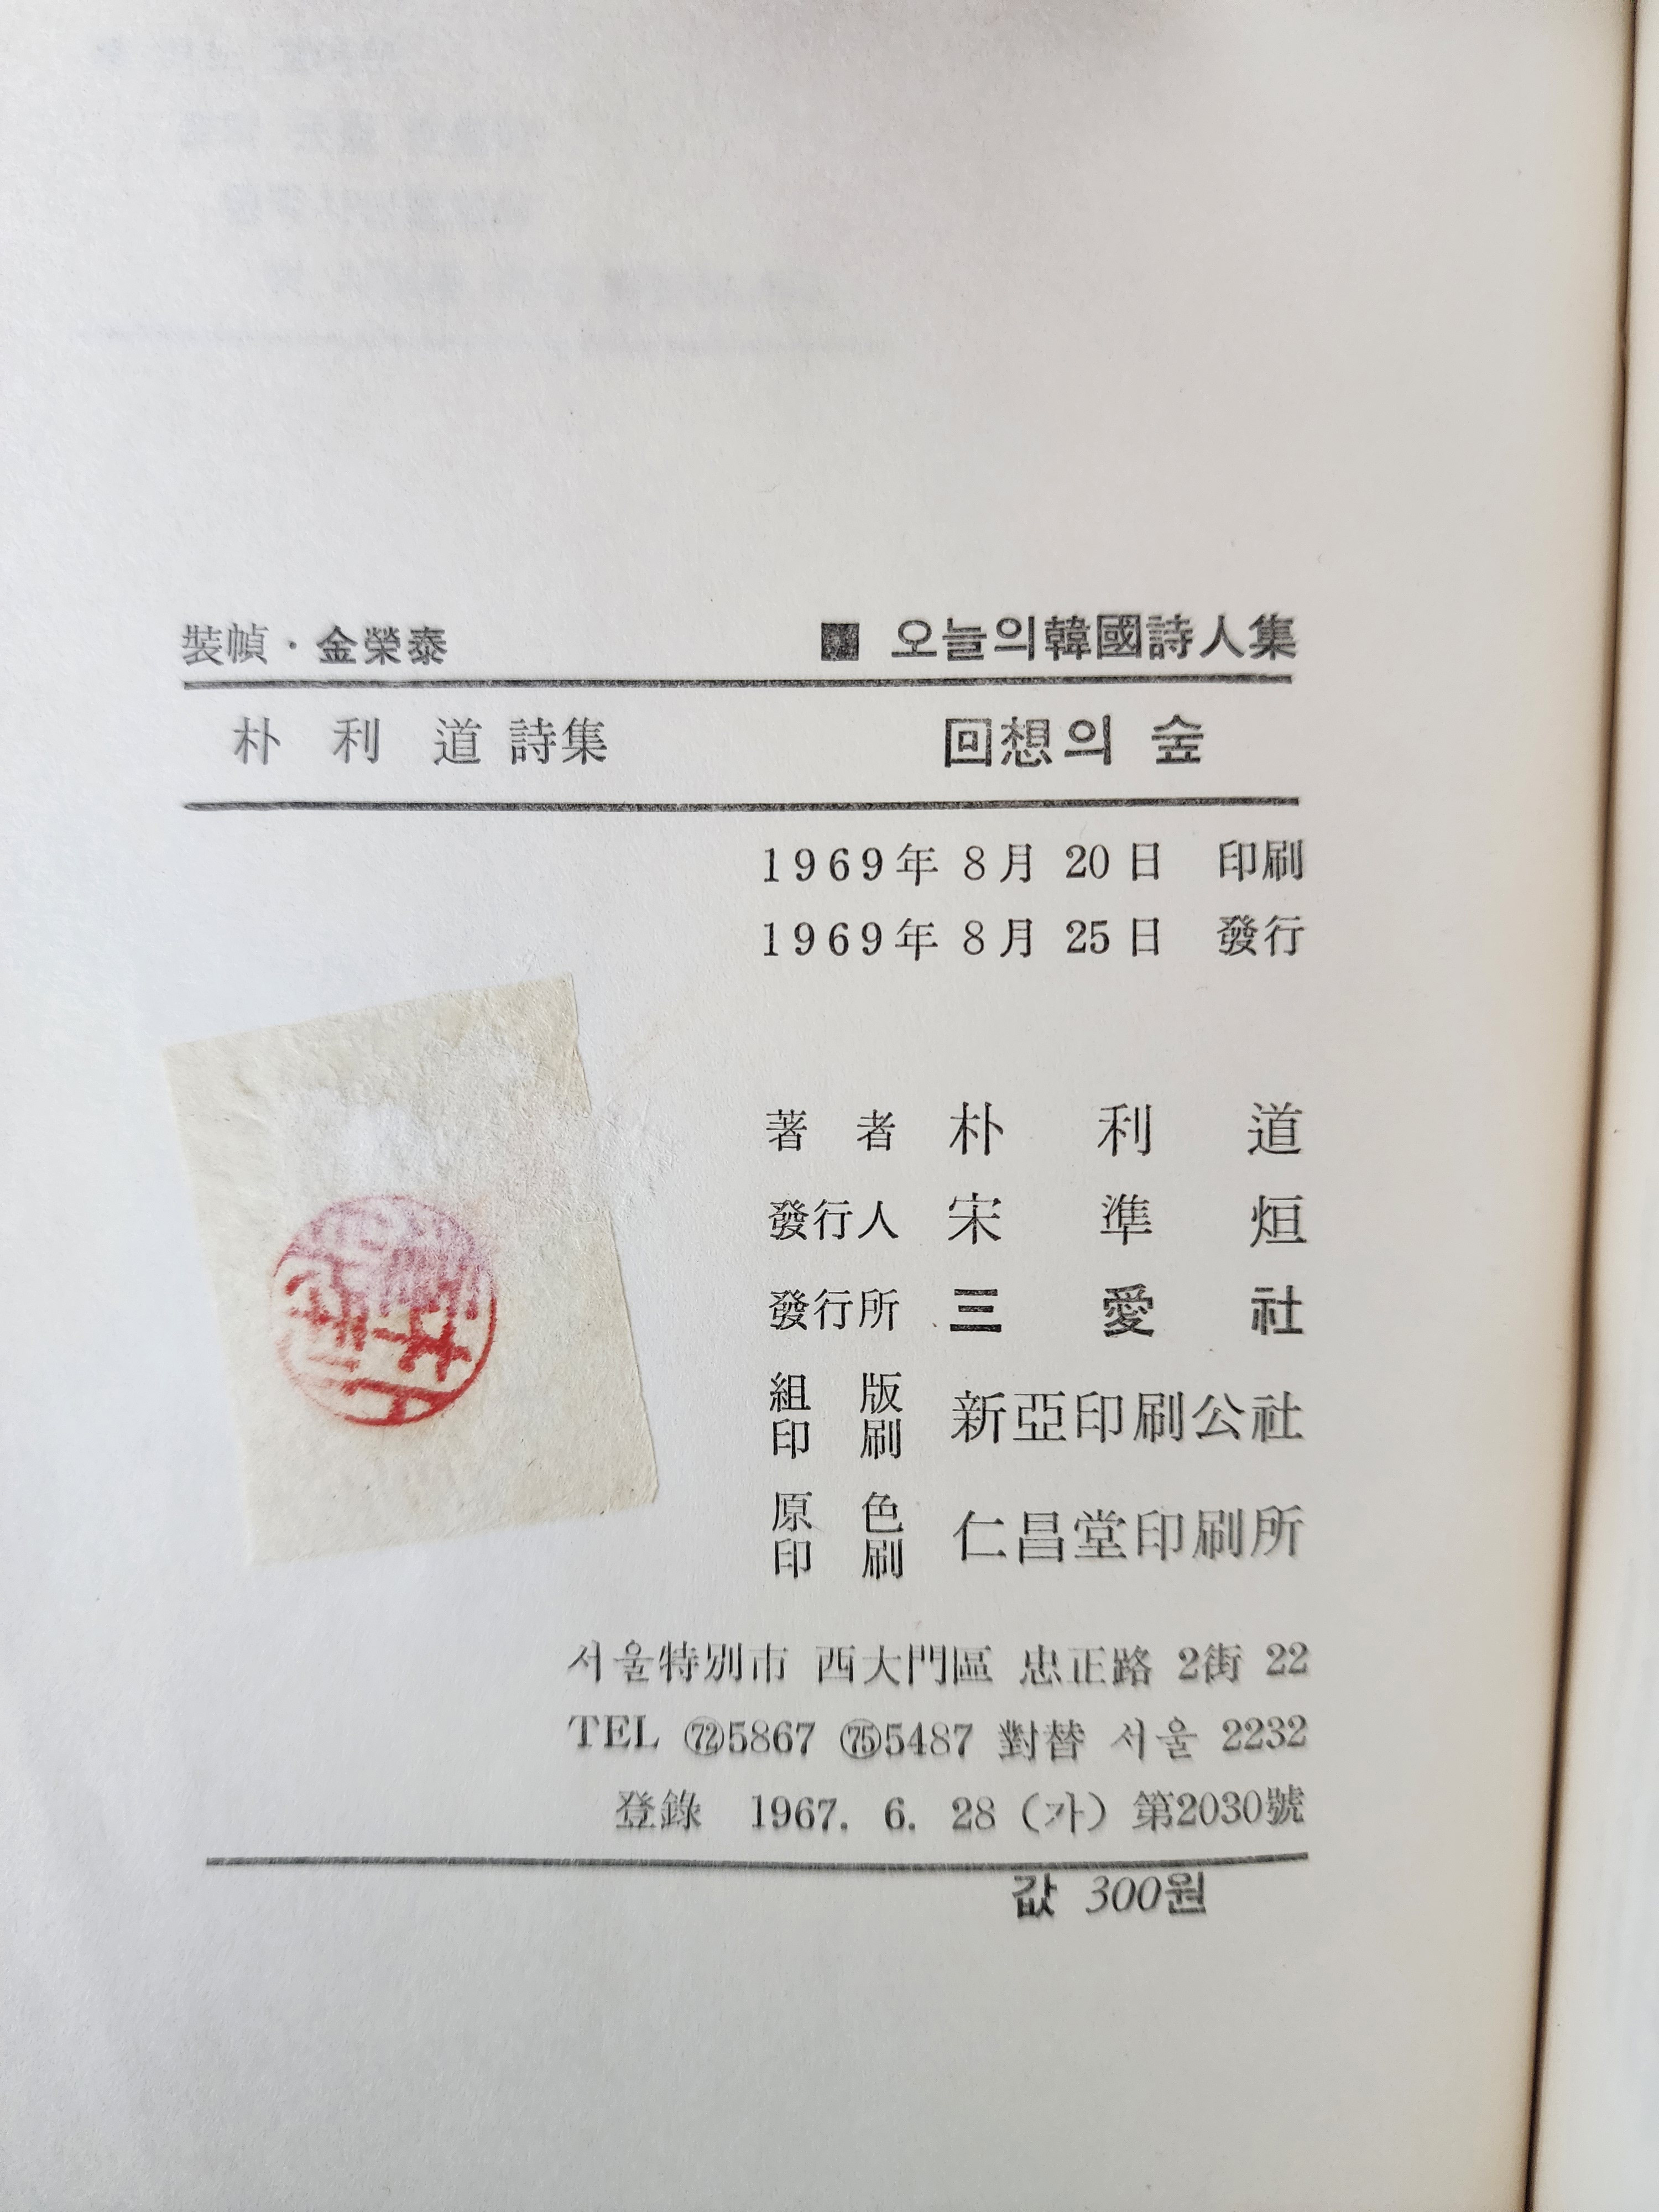 裝幀・金榮泰 ■ 오늘의韓國詩人集
朴 利 道 詩集 回想의 숲
1969年 8月 20日 印刷
1969年 8月 25日 發行
著 者 朴 利 道
發行人 宋 準 烜
發行所 三 愛 社
組 版
印 刷 新亞印刷公社
原 色
印 刷 仁昌堂印刷所
서울特別市 西大門區 忠正路 2街 22
TEL ㉒5867 ㊄5487 對替 서울 2232
登錄 1967. 6. 28 (가) 第2030號
값 300원